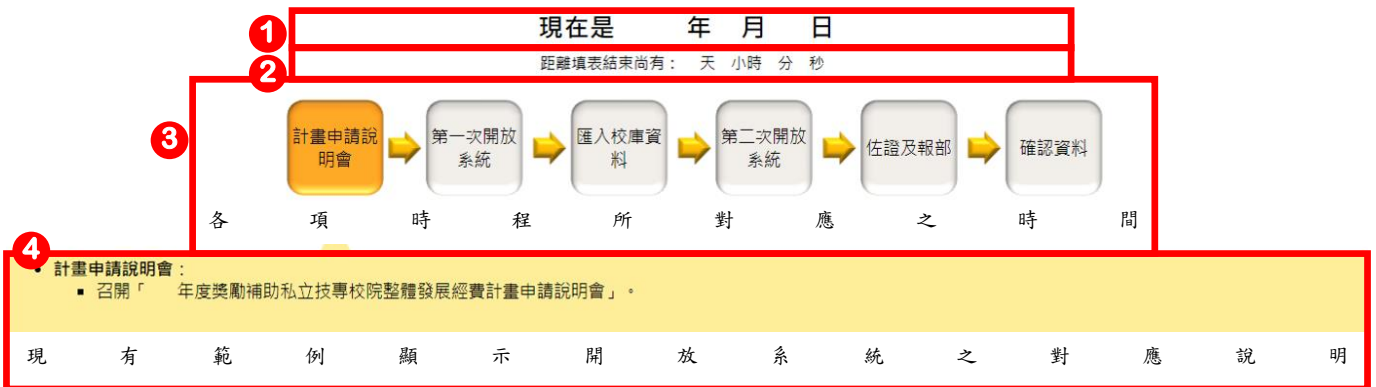 1 現在是 年 月 日
2 距離填表結束尚有： 天 小時 分 秒
3
計畫申請說明會
第一次開放系統
匯入校庫資料
第二次開放系統
佐證及報部
確認資料
各項時程所對應之時間
4
• 計畫申請說明會：
▪ 召開「 年度獎勵補助私立技專校院整體發展經費計畫申請說明會」。
現有範例顯示開放系統之對應說明